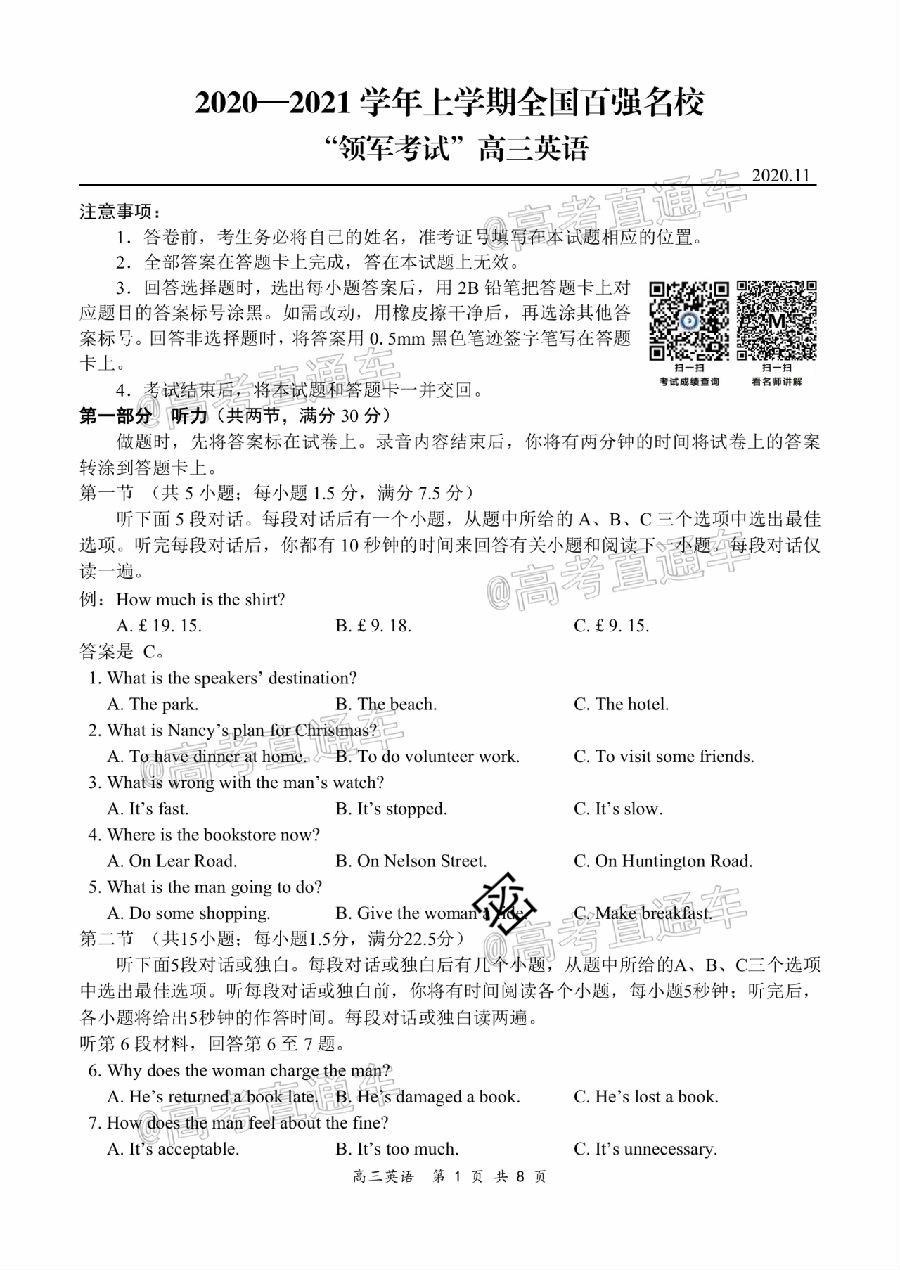 2020—2021 学年上学期全国百强名校
“领军考试”高三英语
2020.11
注意事项：
1．答卷前，考生务必将自己的姓名，准考证号填写在本试题相应的位置。
2．全部答案在答题卡上完成，答在本试题上无效。
3．回答选择题时，选出每小题答案后，用 2B 铅笔把答题卡上对
应题目的答案标号涂黑。如需改动，用橡皮擦干净后，再选涂其他答
案标号。回答非选择题时，将答案用 0.5mm 黑色笔迹签字笔写在答题
卡上。
扫一扫
考试成绩查询
扫一扫
看名师讲解
4．考试结束后，将本试题和答题卡一并交回。
第一部分 听力（共两节，满分 30 分）
做题时，先将答案标在试卷上。录音内容结束后，你将有两分钟的时间将试卷上的答案
转涂到答题卡上。
第一节 （共 5 小题；每小题 1.5 分，满分 7.5 分）
听下面 5 段对话。每段对话后有一个小题，从题中所给的 A、B、C 三个选项中选出最佳
选项。听完每段对话后，你都有 10 秒钟的时间来回答有关小题和阅读下一小题。每段对话仅
读一遍。
例：How much is the shirt?
A. £ 19. 15. B. £ 9. 18. C. £ 9. 15.
答案是 C。
1. What is the speakers’ destination?
A. The park. B. The beach. C. The hotel.
2. What is Nancy’s plan for Christmas?
A. To have dinner at home. B. To do volunteer work. C. To visit some friends.
3. What is wrong with the man’s watch?
A. It’s fast. B. It’s stopped. C. It’s slow.
4. Where is the bookstore now?
A. On Lear Road. B. On Nelson Street. C. On Huntington Road.
5. What is the man going to do?
A. Do some shopping. B. Give the woman a ride. C. Make breakfast.
密
第二节 （共15小题；每小题1.5分，满分22.5分）
听下面5段对话或独白。每段对话或独白后有几个小题，从题中所给的A、B、C三个选项
中选出最佳选项。听每段对话或独白前，你将有时间阅读各个小题，每小题5秒钟；听完后，
各小题将给出5秒钟的作答时间。每段对话或独白读两遍。
听第 6 段材料，回答第 6 至 7 题。
6. Why does the woman charge the man?
A. He’s returned a book late. B. He’s damaged a book. C. He’s lost a book.
7. How does the man feel about the fine?
A. It’s acceptable. B. It’s too much. C. It’s unnecessary.
高三英语 第 1 页 共 8 页
@高考直通车
@高考直通车
@高考直通车
@高考直通车
@高考直通车
@高考直通车